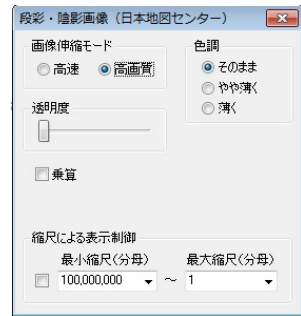 段彩・陰影画像（日本地図センター）
画像伸縮モード
高速
高画質
色調
そのまま
やや薄く
薄く
透明度
乗算
縮尺による表示制御
最小縮尺(分母)
最大縮尺(分母)
100,000,000 ～ 1